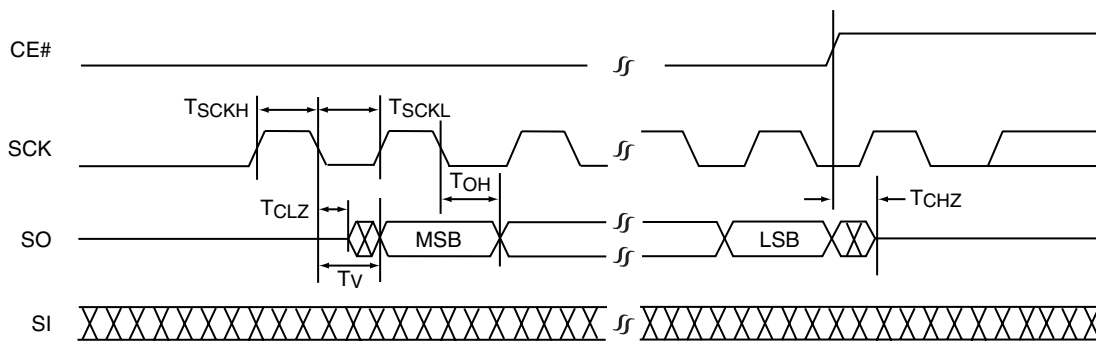 CE#
TSCKH
TSCKL
SCK
TOH
TCLZ
TCHZ
SO
MSB
LSB
TV
SI